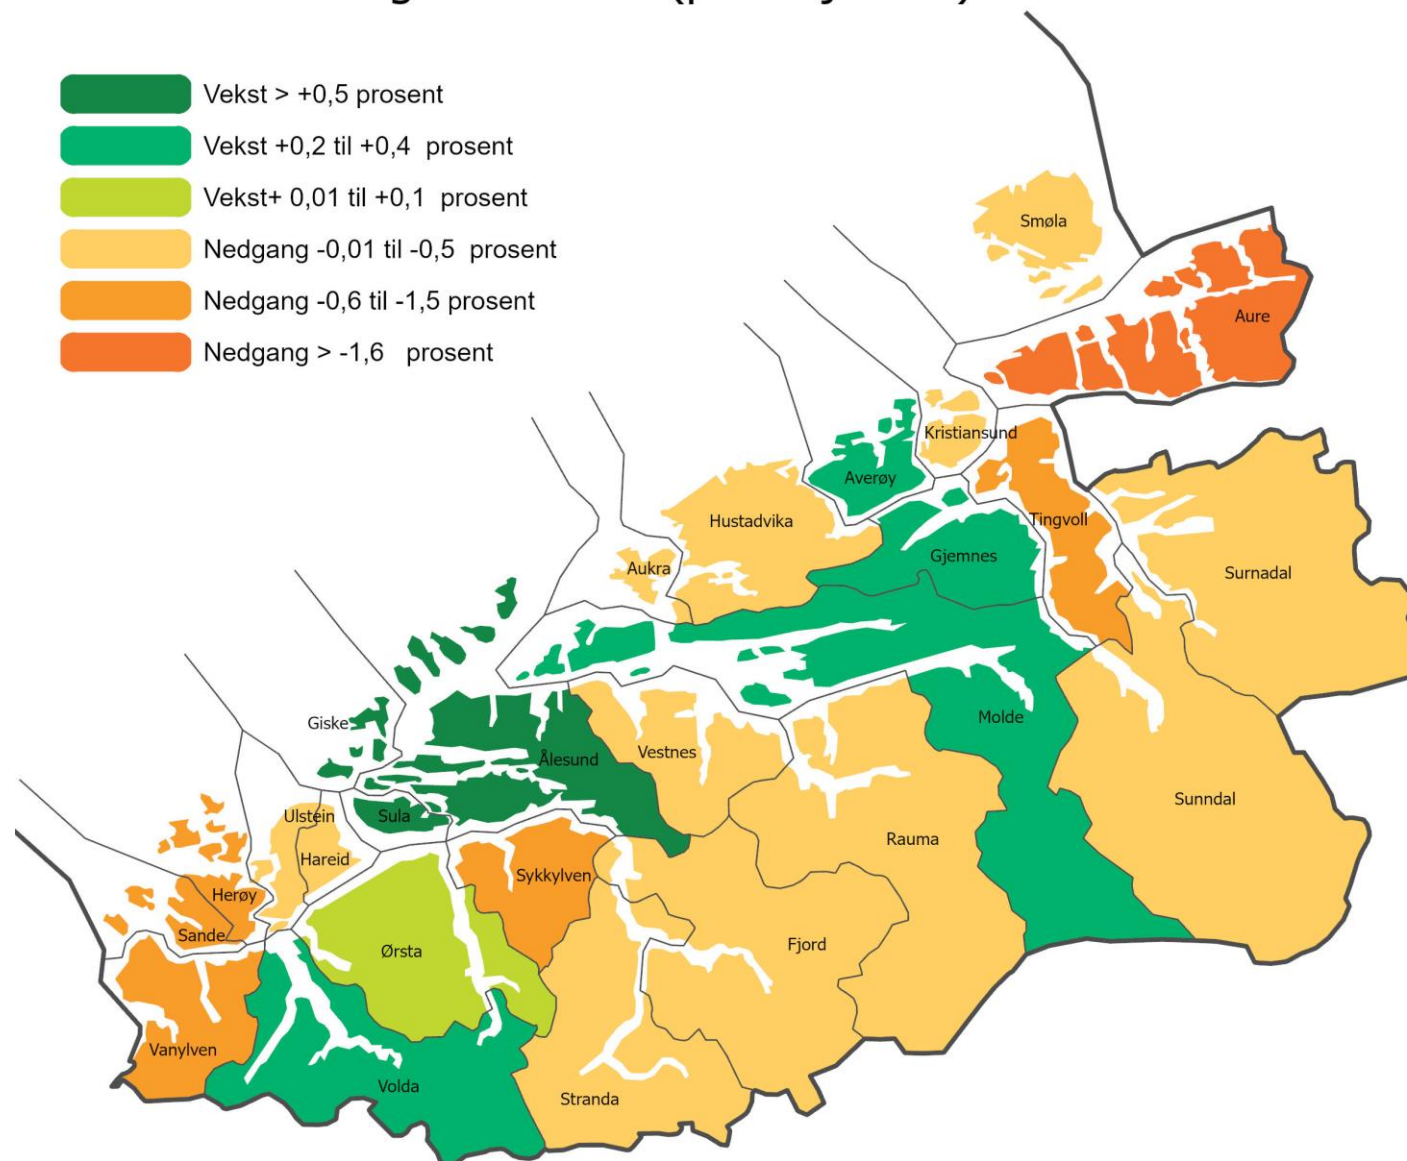 Vekst > +0,5 prosent
Vekst +0,2 til +0,4 prosent
Vekst+ 0,01 til +0,1 prosent
Nedgang -0,01 til -0,5 prosent
Nedgang -0,6 til -1,5 prosent
Nedgang > -1,6 prosent
Smøla
Aure
Kristiansund
Averøy
Hustadvika
Tingvoll
Gjemnes
Aukra
Surnadal
Giske
Molde
Vestnes
Ålesund
Sunndal
Ulstein
Sula
Rauma
Hareid
Sykkylven
Herøy
Sande
Fjord
Ørsta
Vanylven
Volda
Stranda